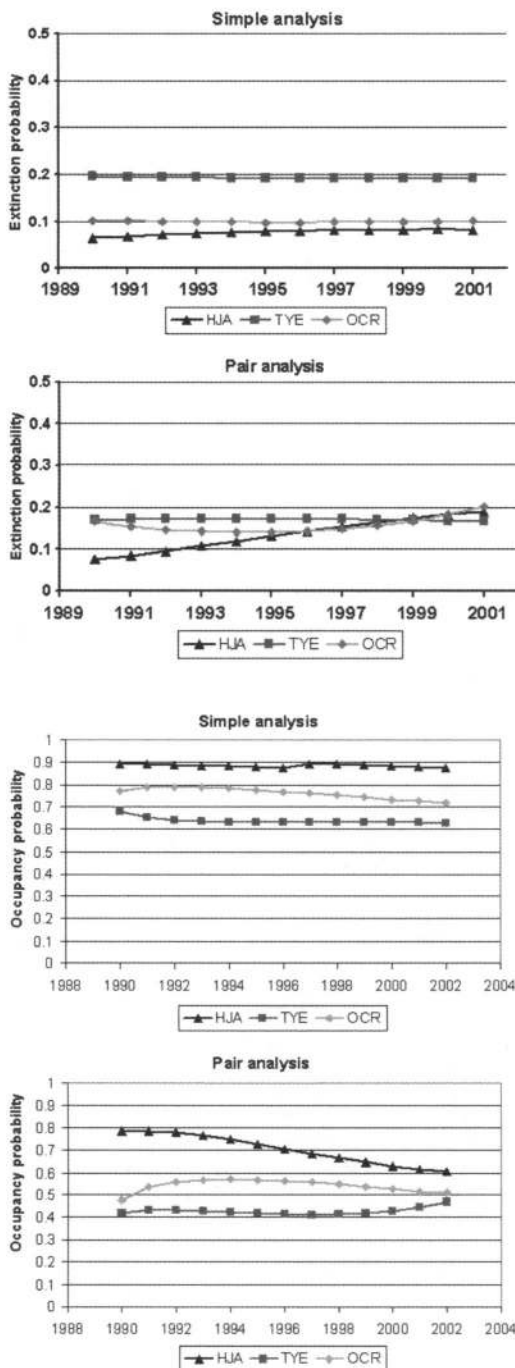 Simple analysis
Extinction probability
0.5
0.4
0.3
0.2
0.1
0
1989 1991 1993 1995 1997 1999 2001
HJA TYE OCR
Pair analysis
Extinction probability
0.5
0.4
0.3
0.2
0.1
0
1989 1991 1993 1995 1997 1999 2001
HJA TYE OCR
Simple analysis
Occupancy probability
1
0.9
0.8
0.7
0.6
0.5
0.4
0.3
0.2
0.1
0
1988 1990 1992 1994 1996 1998 2000 2002 2004
HJA TYE OCR
Pair analysis
Occupancy probability
1
0.9
0.8
0.7
0.6
0.5
0.4
0.3
0.2
0.1
0
1988 1990 1992 1994 1996 1998 2000 2002 2004
HJA TYE OCR